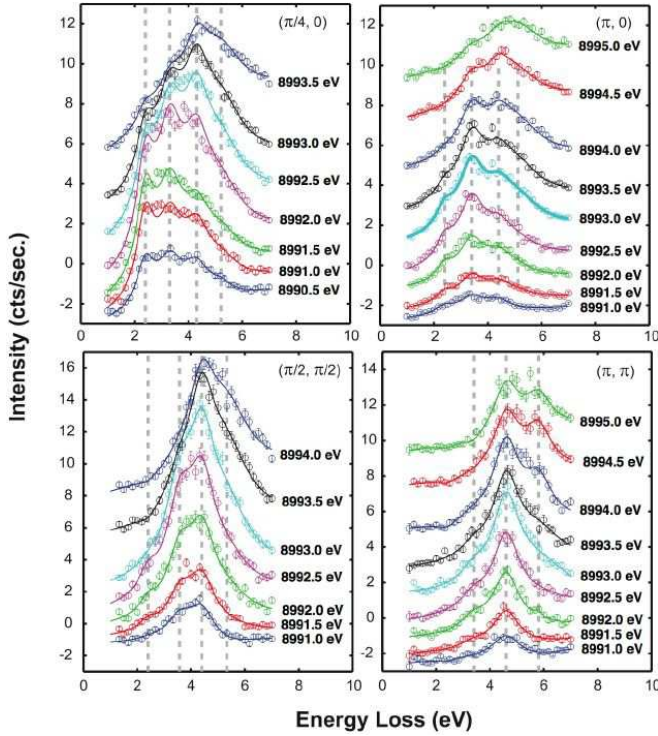 Intensity (cts/sec.)
(π/4, 0)
12
10
8
6
4
2
0
-2
8993.5 eV
8993.0 eV
8992.5 eV
8992.0 eV
8991.5 eV
8991.0 eV
8990.5 eV
0 2 4 6 8 10
(π, 0)
12
10
8
6
4
2
0
-2
8995.0 eV
8994.5 eV
8994.0 eV
8993.5 eV
8993.0 eV
8992.5 eV
8992.0 eV
8991.5 eV
8991.0 eV
0 2 4 6 8 10
(π/2, π/2)
16
14
12
10
8
6
4
2
0
-2
8994.0 eV
8993.5 eV
8993.0 eV
8992.5 eV
8992.0 eV
8991.5 eV
8991.0 eV
0 2 4 6 8 10
(π, π)
14
12
10
8
6
4
2
0
-2
8995.0 eV
8994.5 eV
8994.0 eV
8993.5 eV
8993.0 eV
8992.5 eV
8992.0 eV
8991.5 eV
8991.0 eV
0 2 4 6 8 10
Energy Loss (eV)